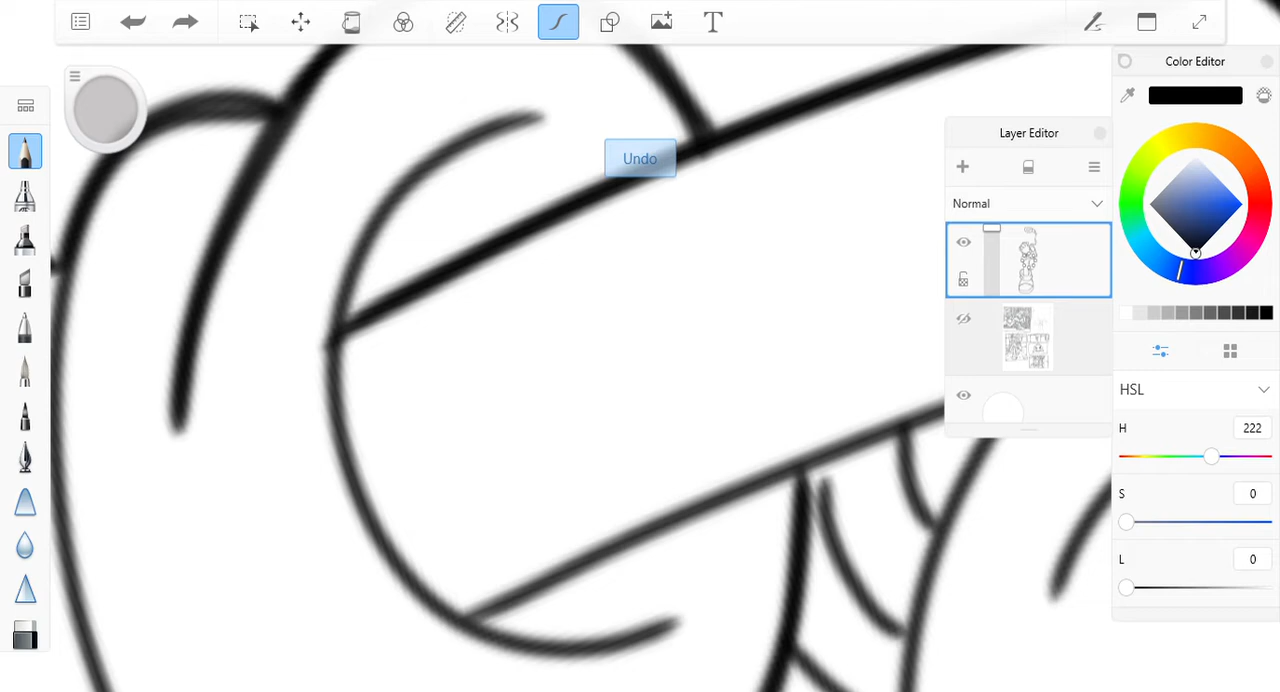 T
Color Editor
Undo
Layer Editor
Normal
HSL
H 222
S 0
L 0